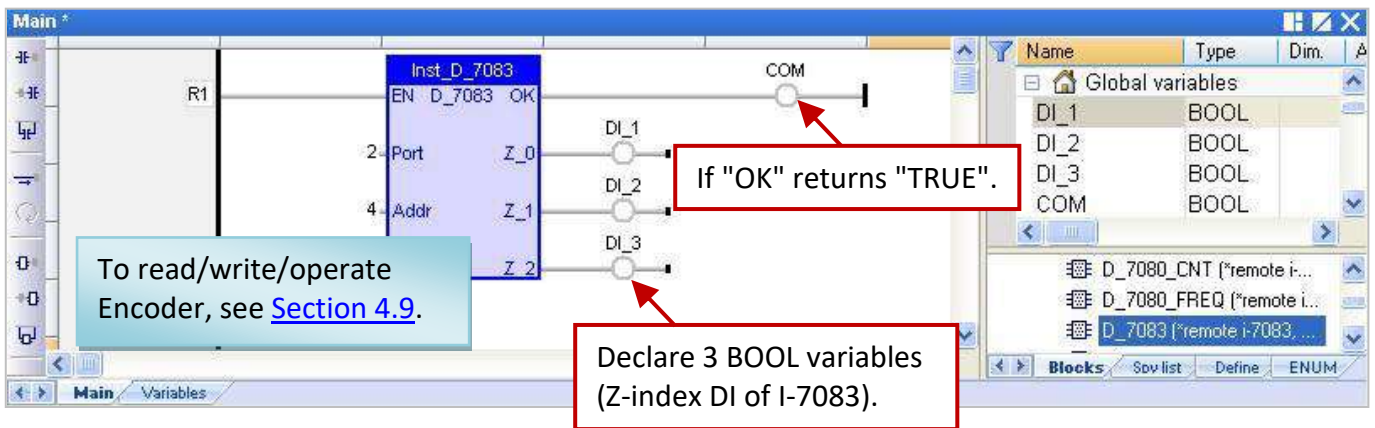 Main *
Name Type Dim. A
Global variables
DI_1 BOOL
DI_2 BOOL
DI_3 BOOL
COM BOOL
R1
Inst_D_7083
EN D_7083 OK
COM
2 Port Z_0 DI_1
4 Addr Z_1 DI_2
Z_2 DI_3
If "OK" returns "TRUE".
To read/write/operate
Encoder, see Section 4.9.
Declare 3 BOOL variables
(Z-index DI of I-7083).
D_7080_CNT (*remote i-...
D_7080_FREQ (*remote i...
D_7083 (*remote i-7083, ....
Blocks Spy list Define ENUM
Main Variables